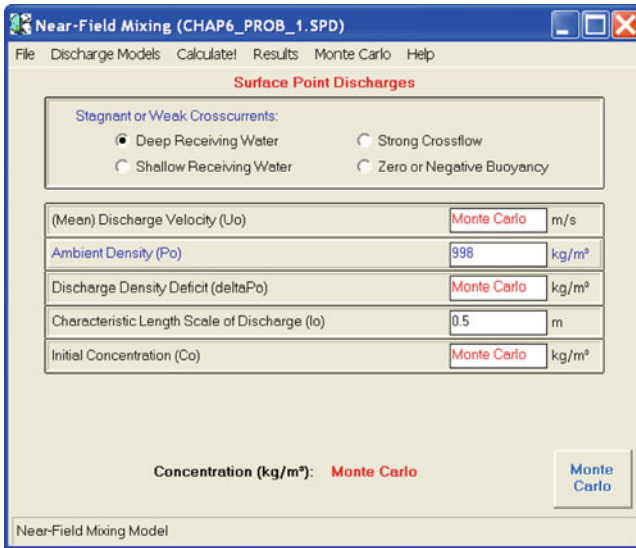 Near-Field Mixing (CHAP6_PROB_1.SPD)
File Discharge Models Calculate! Results Monte Carlo Help
Surface Point Discharges
Stagnant or Weak Crosscurrents:
Deep Receiving Water Strong Crossflow
Shallow Receiving Water Zero or Negative Buoyancy
(Mean) Discharge Velocity (Uo) Monte Carlo m/s
Ambient Density (Po) 998 kg/m³
Discharge Density Deficit (deltaPo) Monte Carlo kg/m³
Characteristic Length Scale of Discharge (lo) 0.5 m
Initial Concentration (Co) Monte Carlo kg/m³
Concentration (kg/m³): Monte Carlo
Monte
Carlo
Near-Field Mixing Model